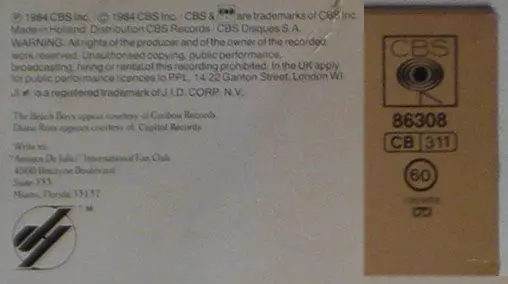 ℗ 1984 CBS Inc. / © 1984 CBS Inc. / CBS & are trademarks of CBS Inc.
Made in Holland. Distribution CBS Records / CBS Disques S.A.
WARNING: All rights of the producer and of the owner of the recorded
work reserved. Unauthorised copying, public performance,
broadcasting, hiring or rental of this recording prohibited. In the UK apply
for public performance licences to PPL, 14-22 Ganton Street, London W1.
is a registered trademark of J.I.D. CORP. N.V.
The Beach Boys appear courtesy of Caribou Records
Diana Ross appears courtesy of Capitol Records
Write to:
"Amigos De Julio" International Fan Club
4500 Biscayne Boulevard
Suite 333
Miami, Florida 33137
TM
CBS
86308
CB 311
60